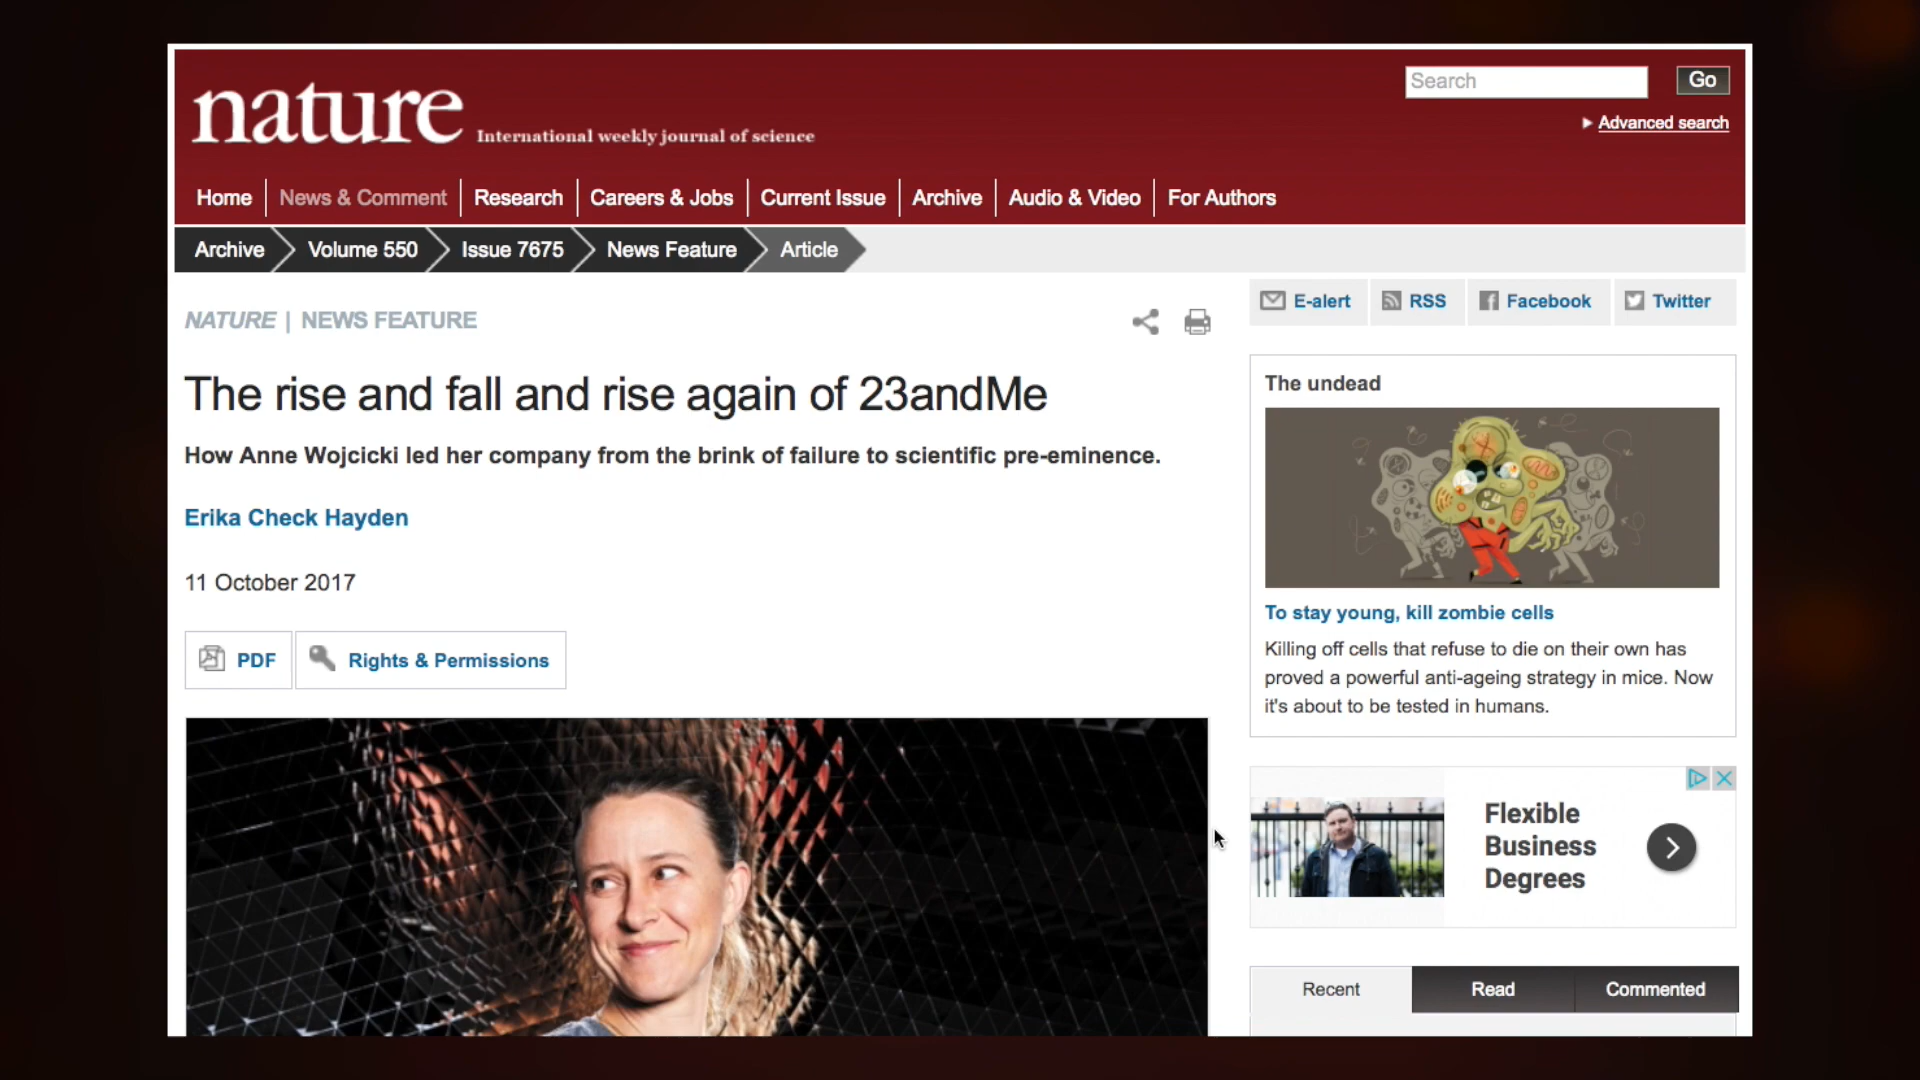 nature
International weekly journal of science
Search
Go
Advanced search
Home
News & Comment
Research
Careers & Jobs
Current Issue
Archive
Audio & Video
For Authors
Archive
Volume 550
Issue 7675
News Feature
Article
NATURE | NEWS FEATURE
The rise and fall and rise again of 23andMe
How Anne Wojcicki led her company from the brink of failure to scientific pre-eminence.
Erika Check Hayden
11 October 2017
PDF
Rights & Permissions
E-alert
RSS
Facebook
Twitter
The undead
To stay young, kill zombie cells
Killing off cells that refuse to die on their own has
proved a powerful anti-ageing strategy in mice. Now
it's about to be tested in humans.
Flexible
Business
Degrees
Recent
Read
Commented